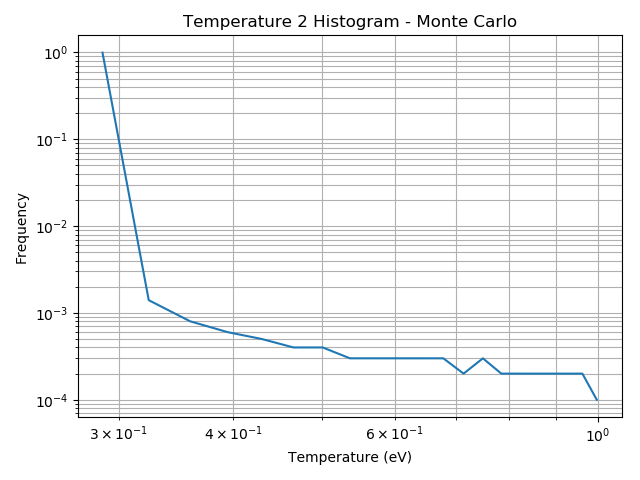 Temperature 2 Histogram - Monte Carlo
Frequency
10⁰
10⁻¹
10⁻²
10⁻³
10⁻⁴
3 × 10⁻¹ 4 × 10⁻¹ 6 × 10⁻¹ 10⁰
Temperature (eV)